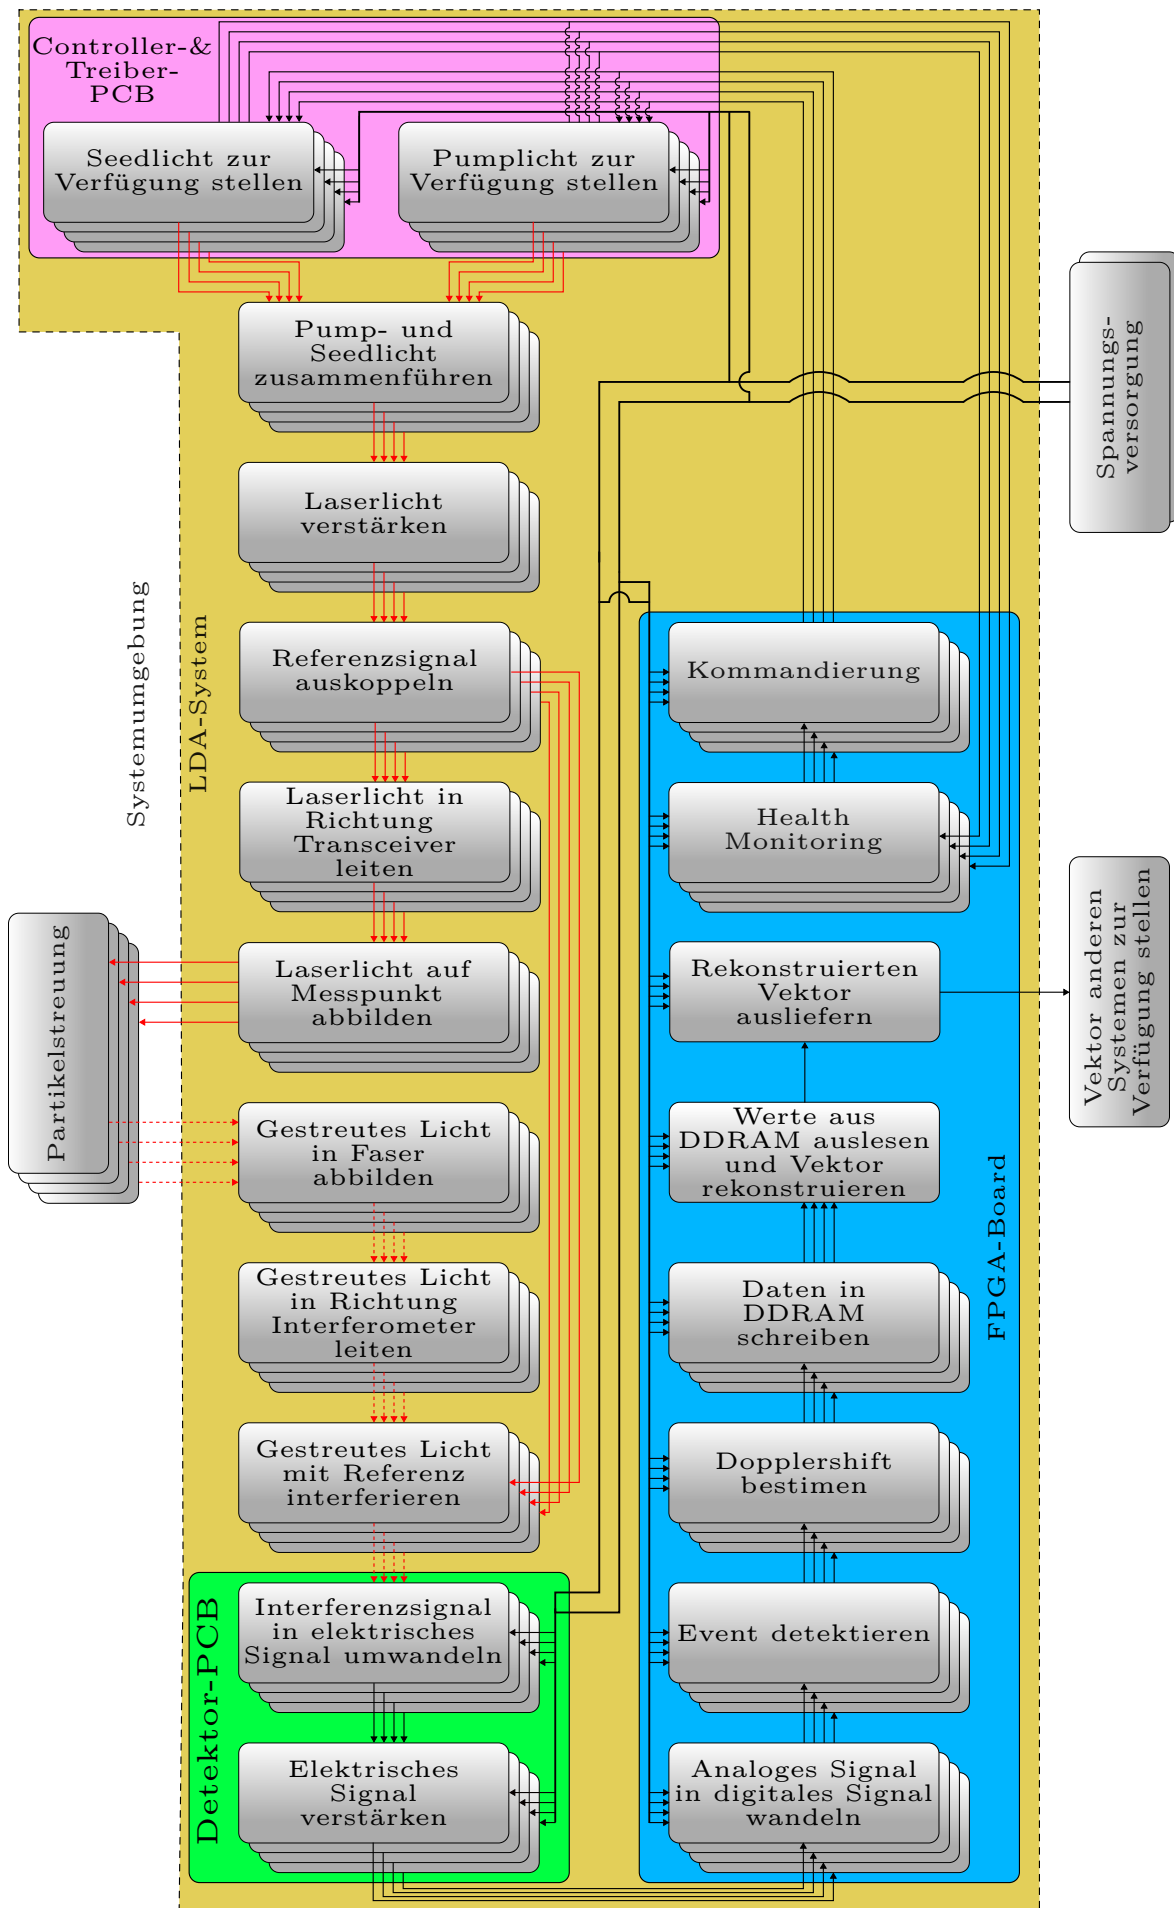 Controller-&
Treiber-
PCB
Seedlicht zur
Verfügung stellen
Pumplicht zur
Verfügung stellen
Pump- und
Seedlicht
zusammenführen
Spannungs-
versorgung
Laserlicht
verstärken
Systemumgebung
LDA-System
Referenzsignal
auskoppeln
Kommandierung
Laserlicht in
Richtung
Transceiver
leiten
Health
Monitoring
Partikelstreuung
Laserlicht auf
Messpunkt
abbilden
Rekonstruierten
Vektor
ausliefern
Vektor anderen
Systemen zur
Verfügung stellen
Gestreutes Licht
in Faser
abbilden
Werte aus
DDRAM auslesen
und Vektor
rekonstruieren
FPGA-Board
Gestreutes Licht
in Richtung
Interferometer
leiten
Daten in
DDRAM
schreiben
Gestreutes Licht
mit Referenz
interferieren
Dopplershift
bestimen
Detektor-PCB
Interferenzsignal
in elektrisches
Signal umwandeln
Event detektieren
Elektrisches
Signal
verstärken
Analoges Signal
in digitales Signal
wandeln